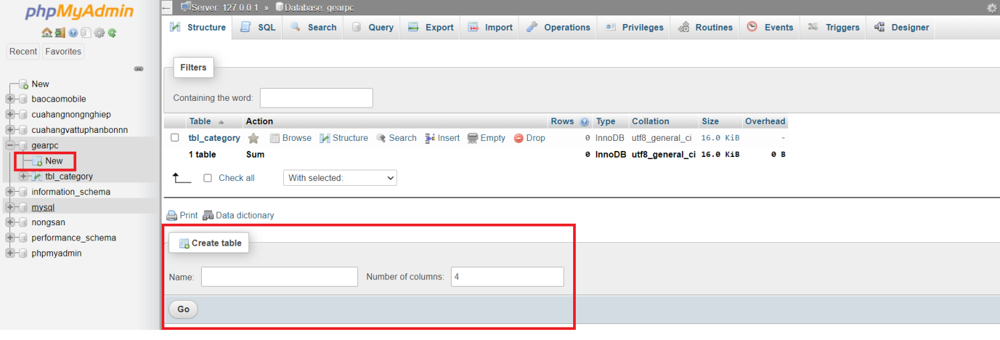 phpMyAdmin
Recent Favorites
New
baocaomobile
cuahangnongnghiep
cuahangvattuphanbonnn
gearpc
New
tbl_category
information_schema
mysql
nongsan
performance_schema
phpmyadmin
Server: 127.0.0.1 » Database: gearpc
Structure SQL Search Query Export Import Operations Privileges Routines Events Triggers Designer
Filters
Containing the word:
Table Action Rows Type Collation Size Overhead
tbl_category Browse Structure Search Insert Empty Drop 0 InnoDB utf8_general_ci 16.0 KiB -
1 table Sum 0 InnoDB utf8_general_ci 16.0 KiB 0 B
Check all With selected:
Print Data dictionary
Create table
Name: Number of columns: 4
Go